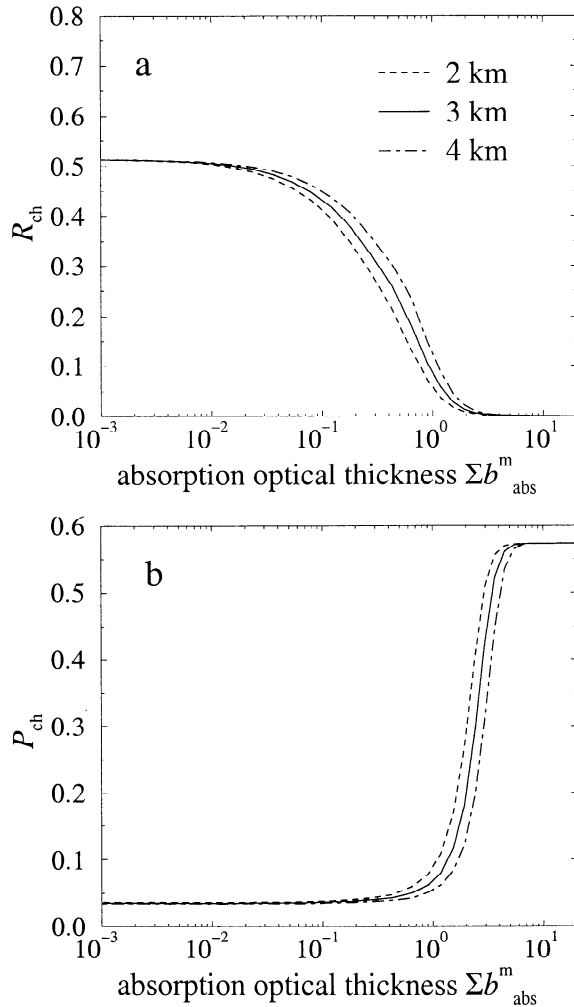 0.8
a
2 km
3 km
4 km
0.7
0.6
0.5
0.4
0.3
0.2
0.1
0.0
R_ch
10^-3 10^-2 10^-1 10^0 10^1
absorption optical thickness Σb^m_abs
0.6
b
0.5
0.4
0.3
0.2
0.1
0.0
P_ch
10^-3 10^-2 10^-1 10^0 10^1
absorption optical thickness Σb^m_abs